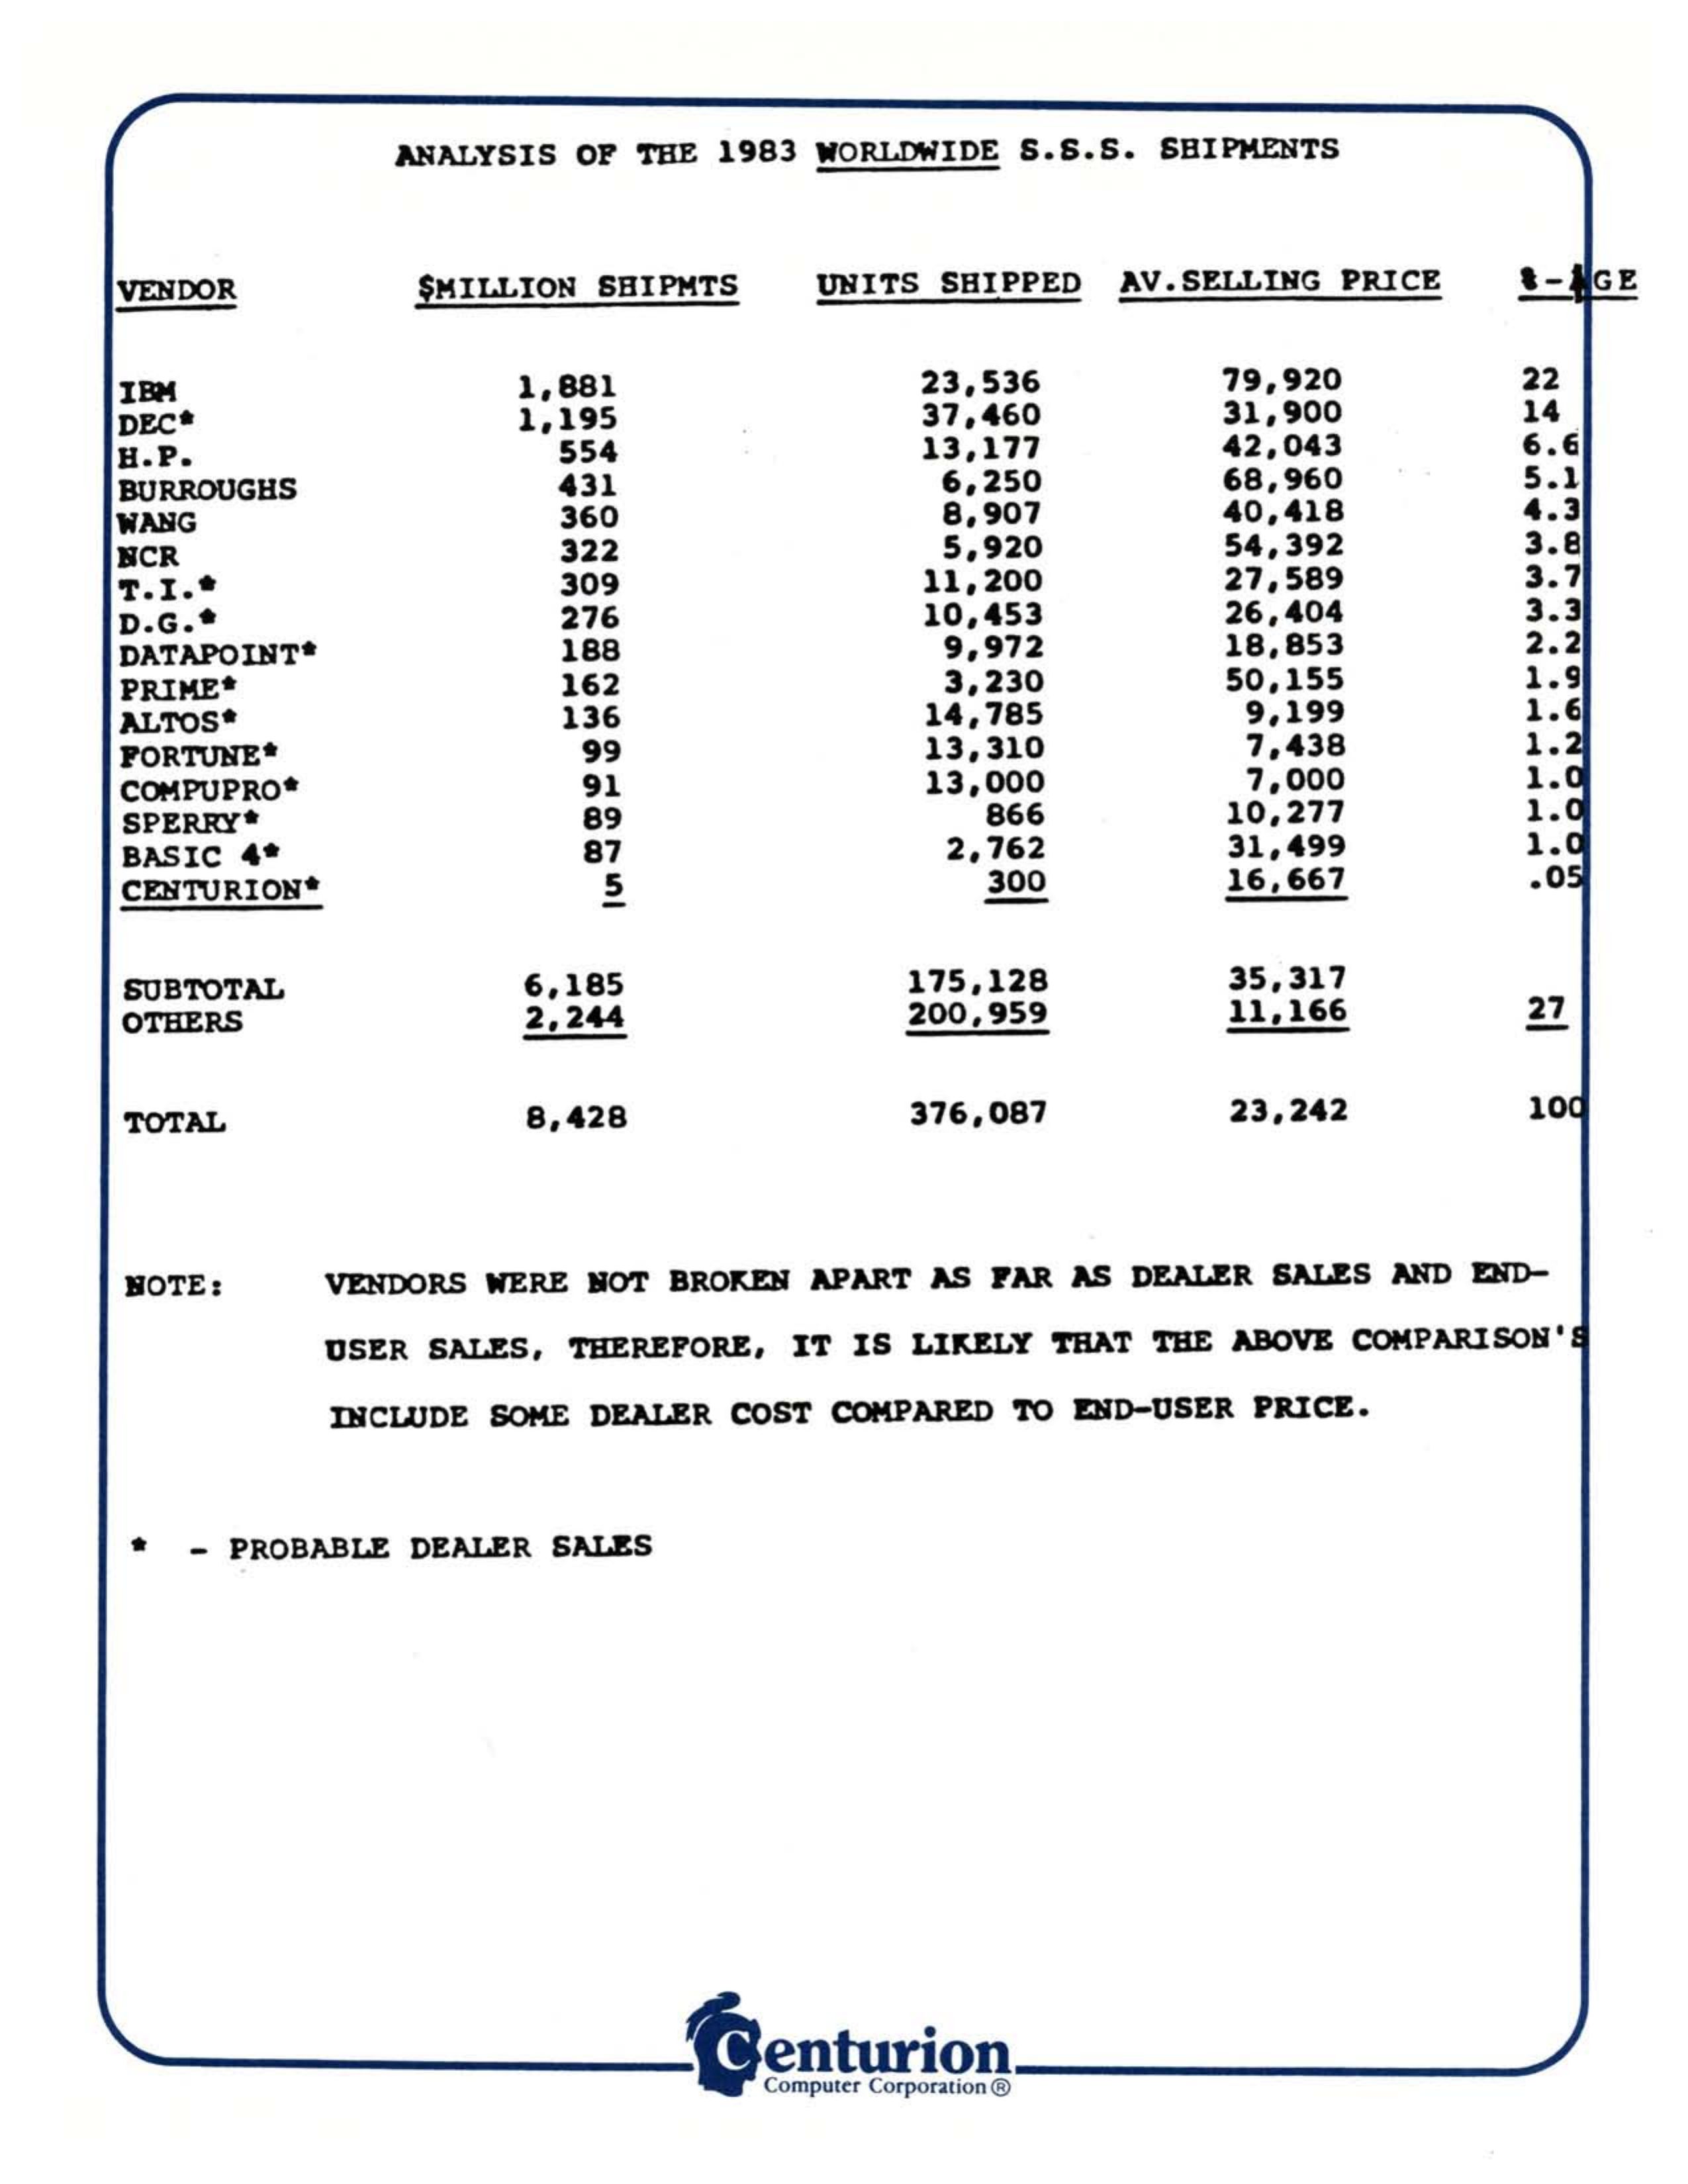 ANALYSIS OF THE 1983 WORLDWIDE S.S.S. SHIPMENTS
VENDOR $MILLION SHIPMTS UNITS SHIPPED AV.SELLING PRICE %-AGE
IBM 1,881 23,536 79,920 22
DEC* 1,195 37,460 31,900 14
H.P. 554 13,177 42,043 6.6
BURROUGHS 431 6,250 68,960 5.1
WANG 360 8,907 40,418 4.3
NCR 322 5,920 54,392 3.8
T.I.* 309 11,200 27,589 3.7
D.G.* 276 10,453 26,404 3.3
DATAPOINT* 188 9,972 18,853 2.2
PRIME* 162 3,230 50,155 1.9
ALTOS* 136 14,785 9,199 1.6
FORTUNE* 99 13,310 7,438 1.2
COMPUPRO* 91 13,000 7,000 1.0
SPERRY* 89 866 10,277 1.0
BASIC 4* 87 2,762 31,499 1.0
CENTURION* 5 300 16,667 .05
SUBTOTAL 6,185 175,128 35,317
OTHERS 2,244 200,959 11,166 27
TOTAL 8,428 376,087 23,242 100
NOTE: VENDORS WERE NOT BROKEN APART AS FAR AS DEALER SALES AND END-
USER SALES, THEREFORE, IT IS LIKELY THAT THE ABOVE COMPARISON'S
INCLUDE SOME DEALER COST COMPARED TO END-USER PRICE.
* - PROBABLE DEALER SALES
Centurion
Computer Corporation ®